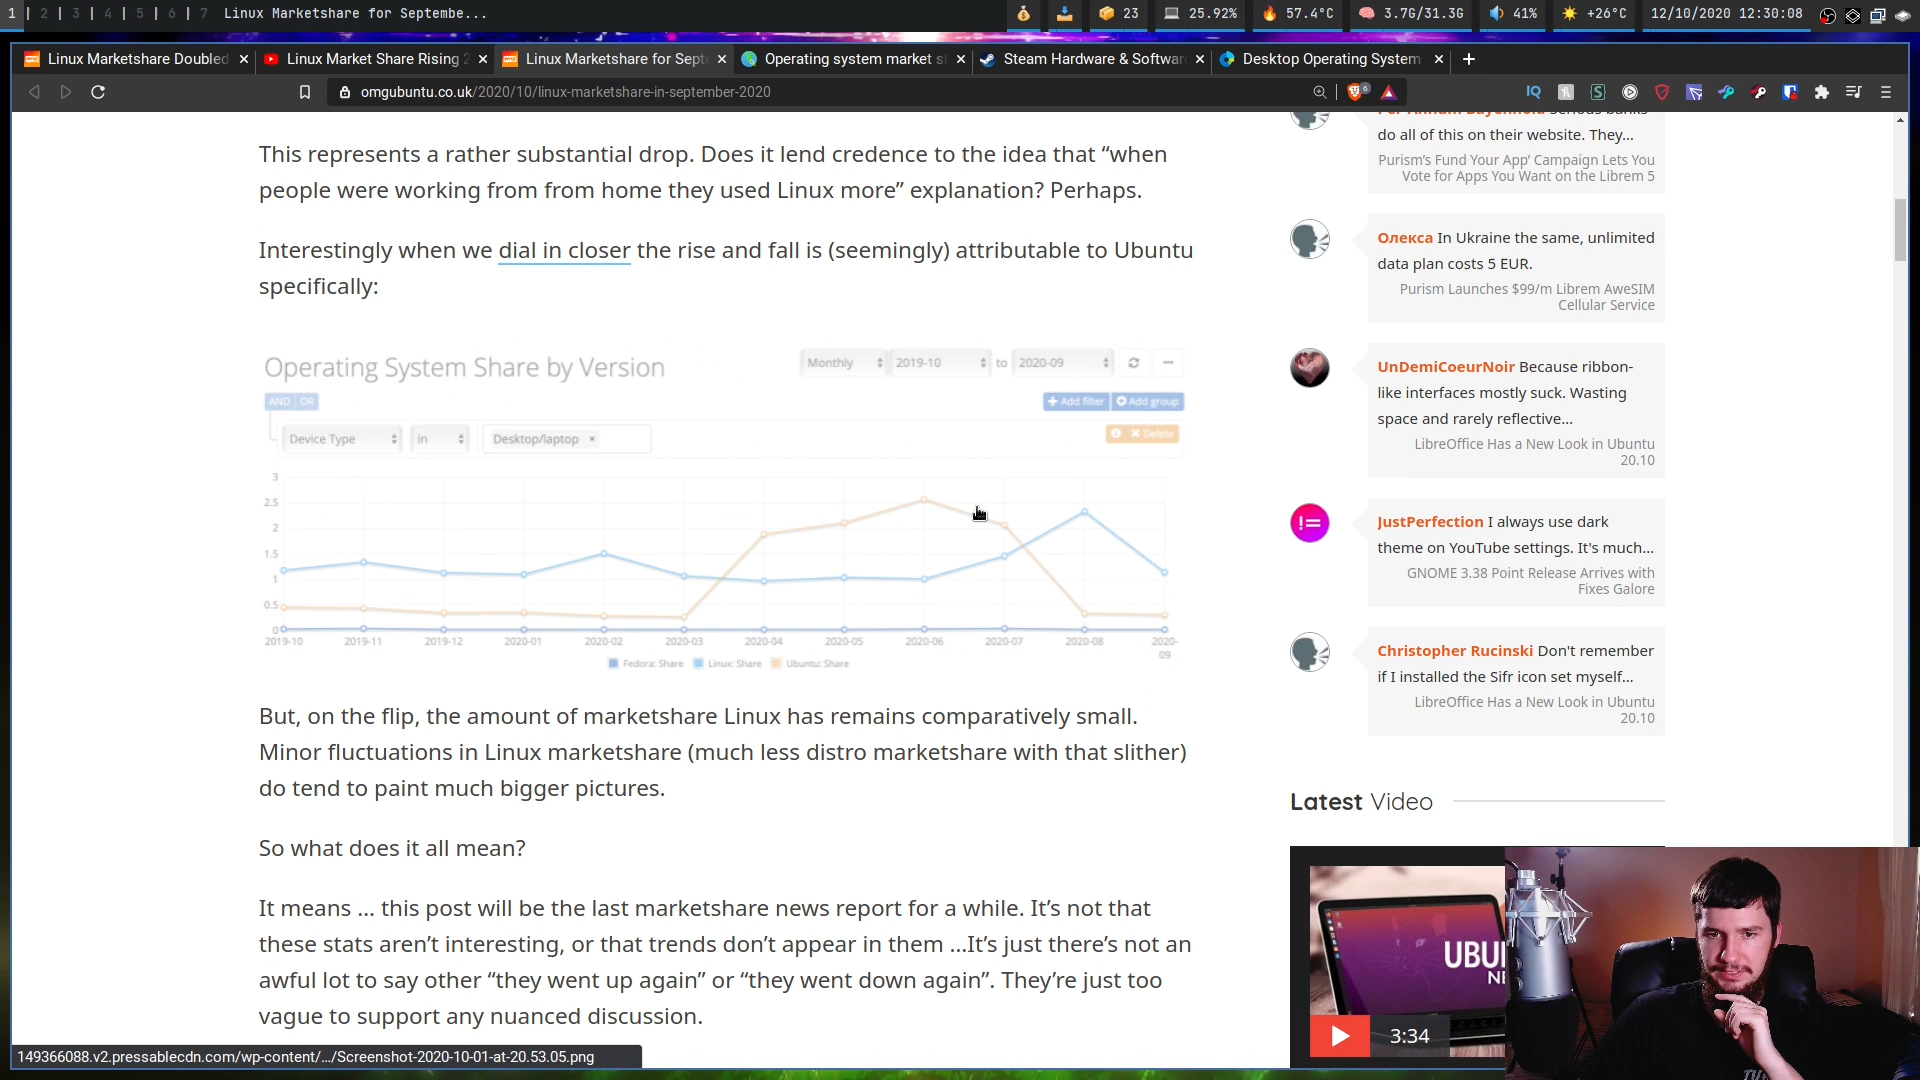 1 | 2 | 3 | 4 | 5 | 6 | 7 Linux Marketshare for Septembe...
23 25.92% 57.4°C 3.7G/31.3G 41% +26°C 12/10/2020 12:30:08
Linux Marketshare Doubled × Linux Market Share Rising 2 × Linux Marketshare for Sept × Operating system market s × Steam Hardware & Softwar × Desktop Operating System × +
omgubuntu.co.uk/2020/10/linux-marketshare-in-september-2020
6
IQ
This represents a rather substantial drop. Does it lend credence to the idea that “when
people were working from from home they used Linux more” explanation? Perhaps.
Interestingly when we dial in closer the rise and fall is (seemingly) attributable to Ubuntu
specifically:
Operating System Share by Version
Monthly 2019-10 to 2020-09
AND OR
Add filter Add group
Device Type in Desktop/laptop ×
Delete
3
2.5
2
1.5
1
0.5
0
2019-10 2019-11 2019-12 2020-01 2020-02 2020-03 2020-04 2020-05 2020-06 2020-07 2020-08 2020-
09
Fedora: Share Linux: Share Ubuntu: Share
But, on the flip, the amount of marketshare Linux has remains comparatively small.
Minor fluctuations in Linux marketshare (much less distro marketshare with that slither)
do tend to paint much bigger pictures.
So what does it all mean?
It means … this post will be the last marketshare news report for a while. It’s not that
these stats aren’t interesting, or that trends don’t appear in them …It’s just there’s not an
awful lot to say other “they went up again” or “they went down again”. They’re just too
vague to support any nuanced discussion.
149366088.v2.pressablecdn.com/wp-content/…/Screenshot-2020-10-01-at-20.53.05.png
do all of this on their website. They...
Purism’s Fund Your App’ Campaign Lets You
Vote for Apps You Want on the Librem 5
Олекса In Ukraine the same, unlimited
data plan costs 5 EUR.
Purism Launches $99/m Librem AweSIM
Cellular Service
UnDemiCoeurNoir Because ribbon-
like interfaces mostly suck. Wasting
space and rarely reflective...
LibreOffice Has a New Look in Ubuntu
20.10
!=
JustPerfection I always use dark
theme on YouTube settings. It's much...
GNOME 3.38 Point Release Arrives with
Fixes Galore
Christopher Rucinski Don't remember
if I installed the Sifr icon set myself...
LibreOffice Has a New Look in Ubuntu
20.10
Latest Video
UBU
NE
3:34